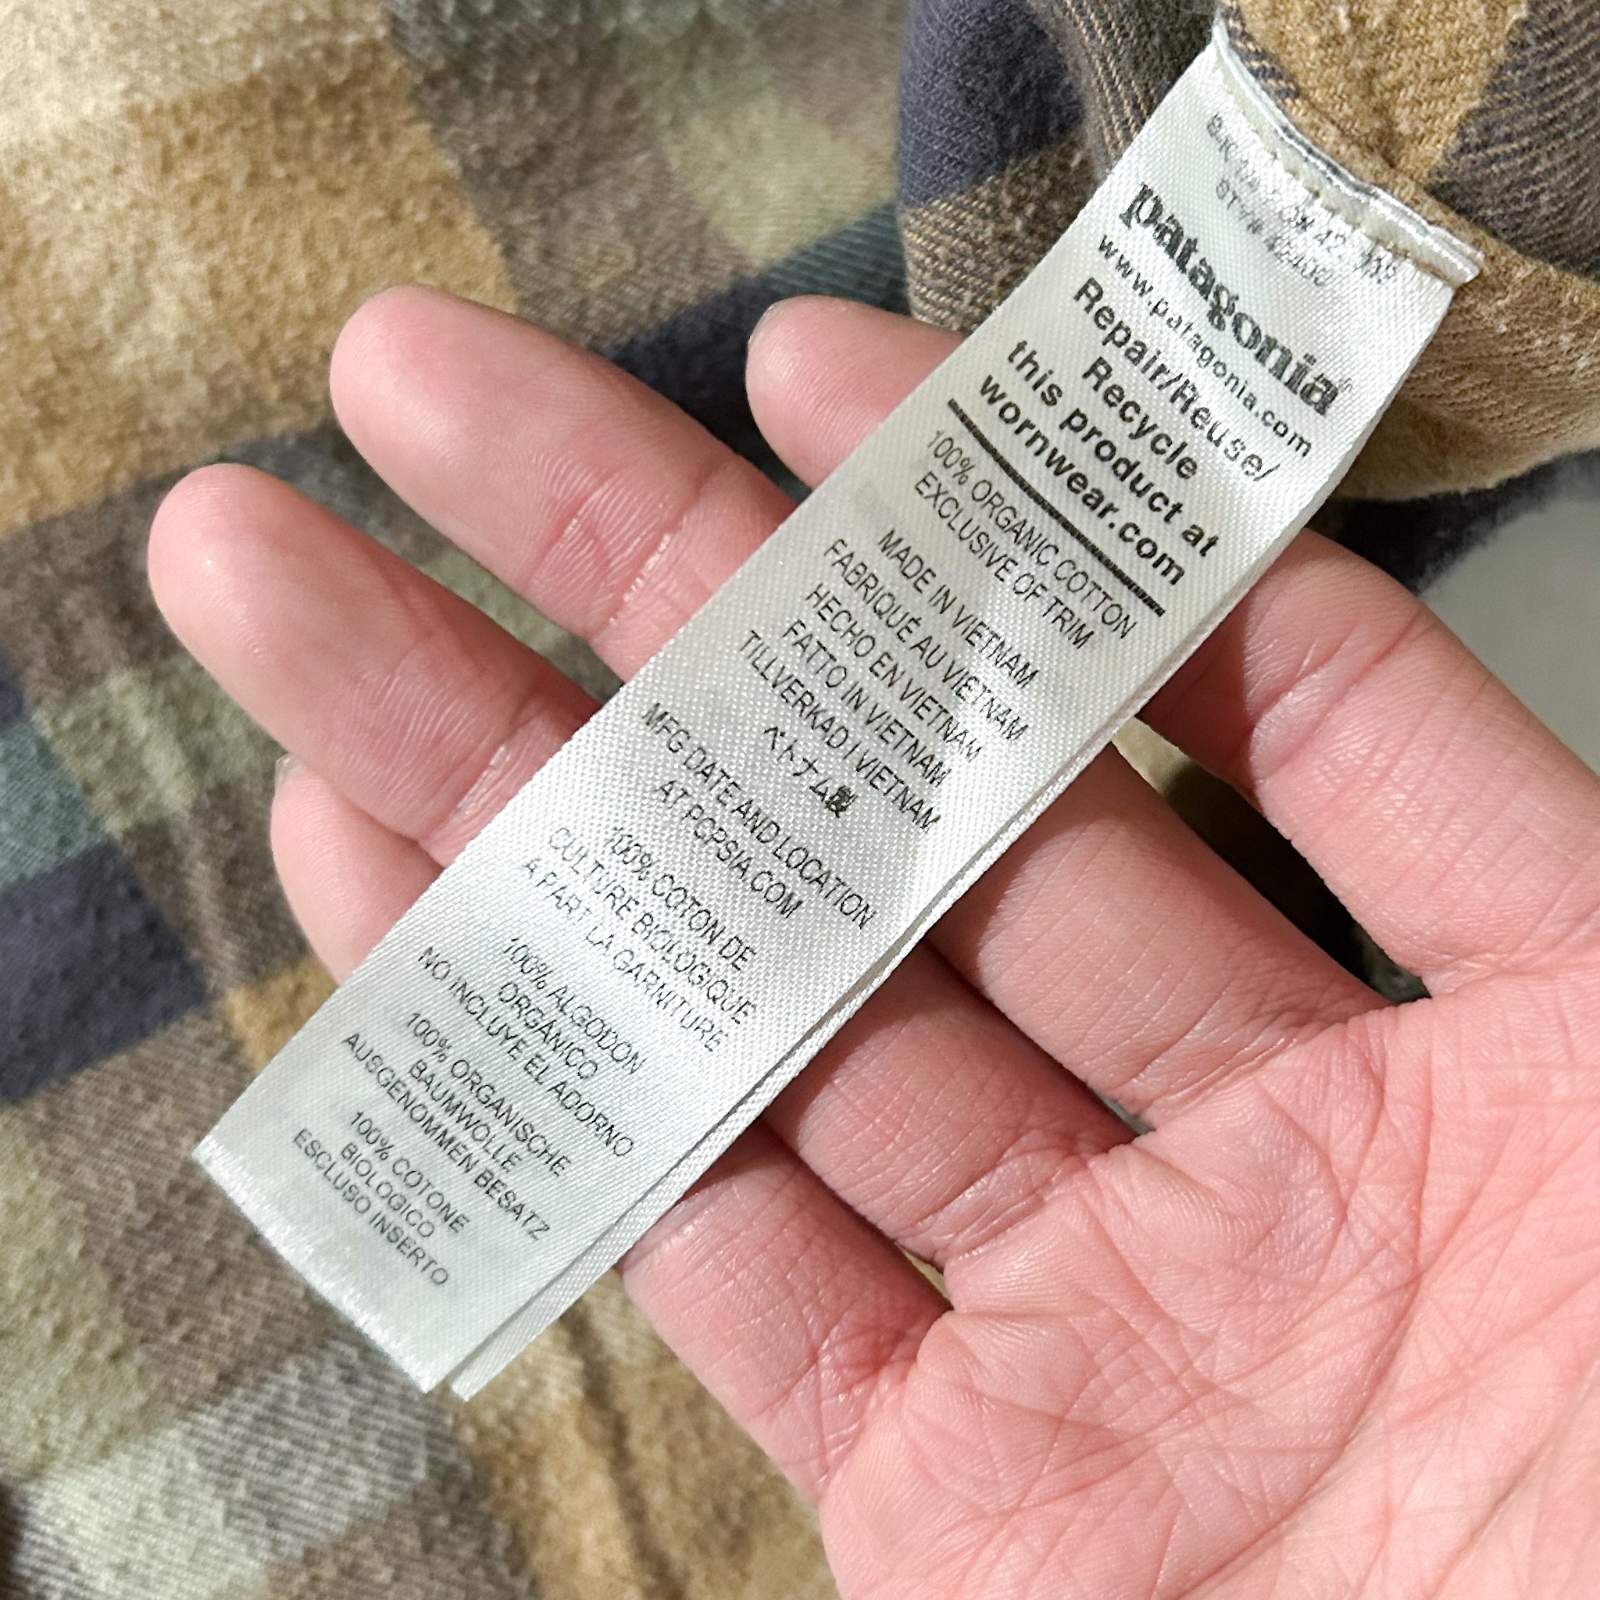 patagonia®
www.patagonia.com
Repair/Reuse/
Recycle
this product at
wornwear.com
100% ORGANIC COTTON
EXCLUSIVE OF TRIM
MADE IN VIETNAM
FABRIQUÉ AU VIETNAM
HECHO EN VIETNAM
FATTO IN VIETNAM
TILLVERKAD I VIETNAM
ベトナム製
MFG DATE AND LOCATION
AT PCPSIA.COM
100% COTON DE
CULTURE BIOLOGIQUE
A PART LA GARNITURE
100% ALGODON
ORGÁNICO
NO INCLUYE EL ADORNO
100% ORGANISCHE
BAUMWOLLE
AUSGENOMMEN BESATZ
100% COTONE
BIOLOGICO
ESCLUSO INSERTO